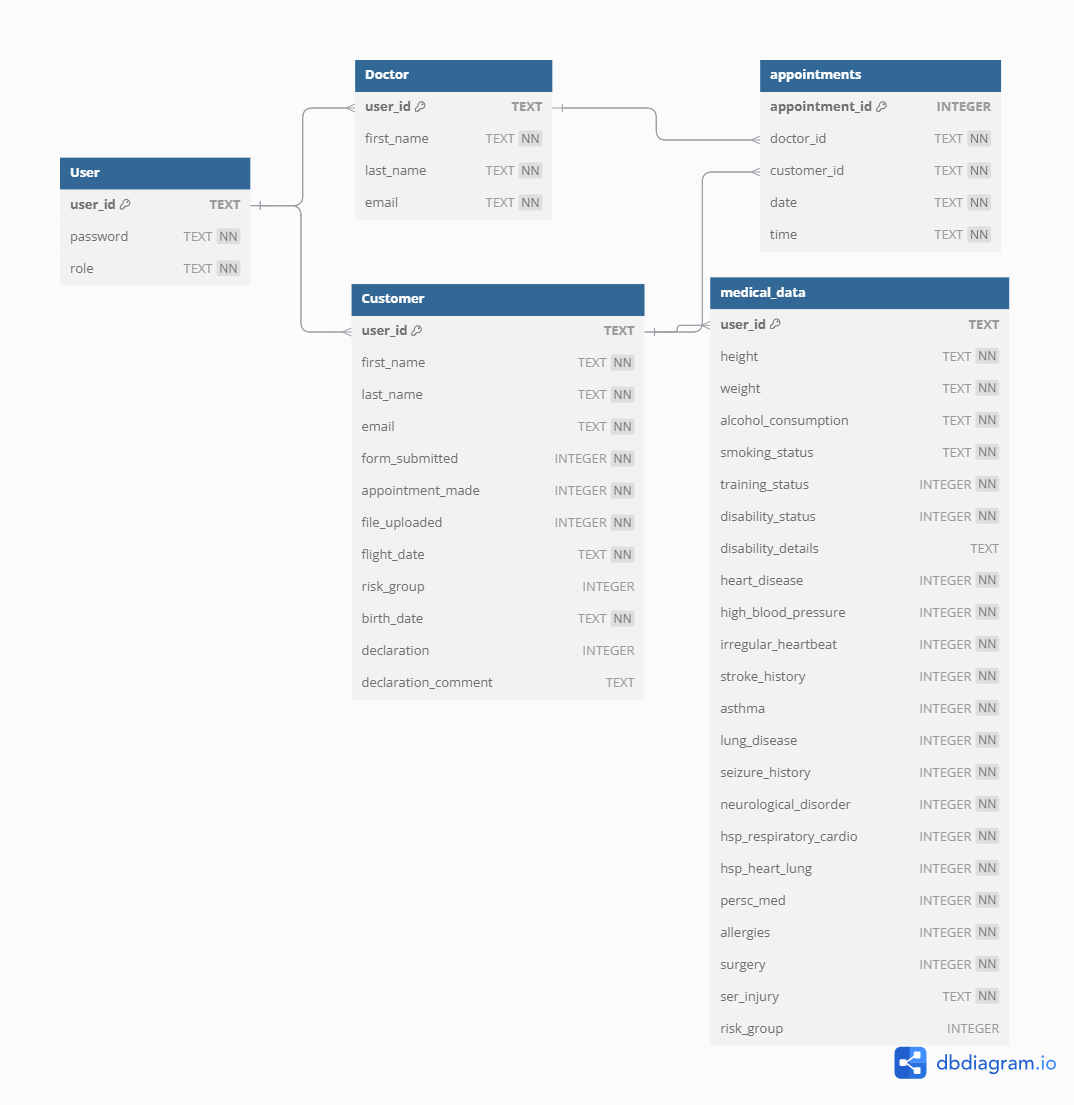 User
user_id TEXT
password TEXT NN
role TEXT NN
Doctor
user_id TEXT
first_name TEXT NN
last_name TEXT NN
email TEXT NN
Customer
user_id TEXT
first_name TEXT NN
last_name TEXT NN
email TEXT NN
form_submitted INTEGER NN
appointment_made INTEGER NN
file_uploaded INTEGER NN
flight_date TEXT NN
risk_group INTEGER
birth_date TEXT NN
declaration INTEGER
declaration_comment TEXT
appointments
appointment_id INTEGER
doctor_id TEXT NN
customer_id TEXT NN
date TEXT NN
time TEXT NN
medical_data
user_id TEXT
height TEXT NN
weight TEXT NN
alcohol_consumption TEXT NN
smoking_status TEXT NN
training_status INTEGER NN
disability_status INTEGER NN
disability_details TEXT
heart_disease INTEGER NN
high_blood_pressure INTEGER NN
irregular_heartbeat INTEGER NN
stroke_history INTEGER NN
asthma INTEGER NN
lung_disease INTEGER NN
seizure_history INTEGER NN
neurological_disorder INTEGER NN
hsp_respiratory_cardio INTEGER NN
hsp_heart_lung INTEGER NN
persc_med INTEGER NN
allergies INTEGER NN
surgery INTEGER NN
ser_injury TEXT NN
risk_group INTEGER
dbdiagram.io